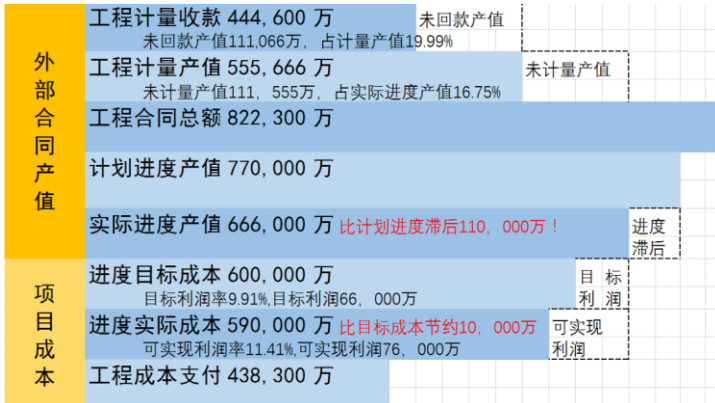 外部合同产值
工程计量收款 444,600 万
未回款产值
未回款产值111,066万，占计量产值19.99%
工程计量产值 555,666 万
未计量产值
未计量产值111，555万，占实际进度产值16.75%
工程合同总额 822,300 万
计划进度产值 770,000 万
实际进度产值 666,000 万 比计划进度滞后110，000万！
进度
滞后
项目成本
进度目标成本 600,000 万
目标利润率9.91%,目标利润66，000万
目 标
利 润
进度实际成本 590,000 万 比目标成本节约10，000万
可实现利润率11.41%,可实现利润76，000万
可实现
利润
工程成本支付 438,300 万